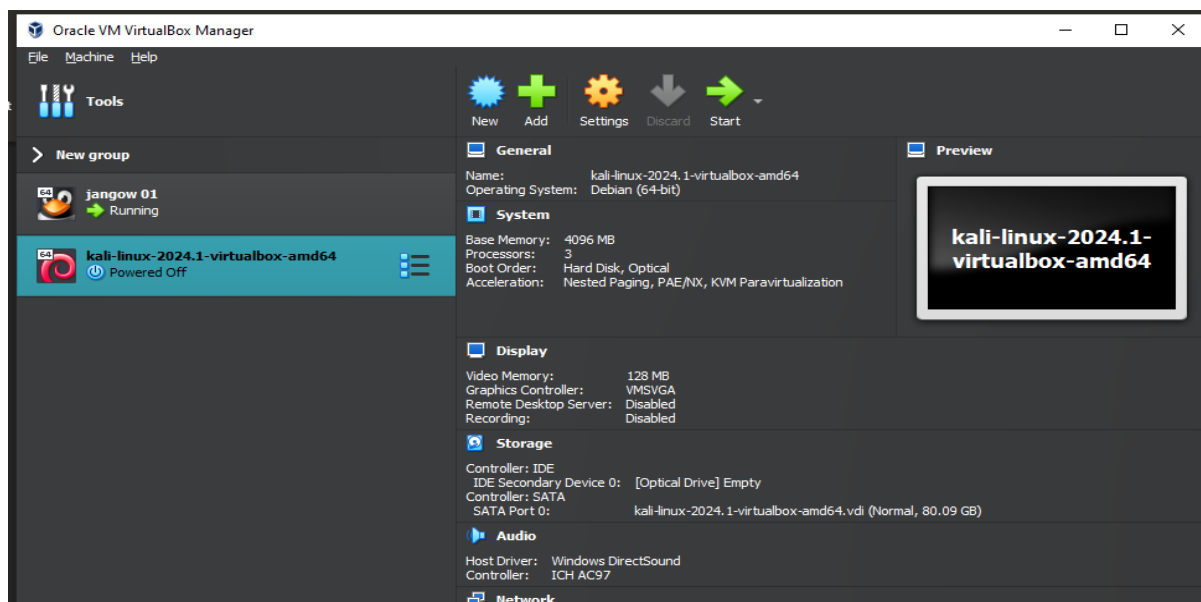 Oracle VM VirtualBox Manager
File Machine Help
Tools
New Add Settings Discard Start
New group
64
jangow 01
Running
64
kali-linux-2024.1-virtualbox-amd64
Powered Off
General
Name: kali-linux-2024.1-virtualbox-amd64
Operating System: Debian (64-bit)
System
Base Memory: 4096 MB
Processors: 3
Boot Order: Hard Disk, Optical
Acceleration: Nested Paging, PAE/NX, KVM Paravirtualization
Preview
kali-linux-2024.1-
virtualbox-amd64
Display
Video Memory: 128 MB
Graphics Controller: VMSVGA
Remote Desktop Server: Disabled
Recording: Disabled
Storage
Controller: IDE
IDE Secondary Device 0: [Optical Drive] Empty
Controller: SATA
SATA Port 0: kali-linux-2024.1-virtualbox-amd64.vdi (Normal, 80.09 GB)
Audio
Host Driver: Windows DirectSound
Controller: ICH AC97
Network